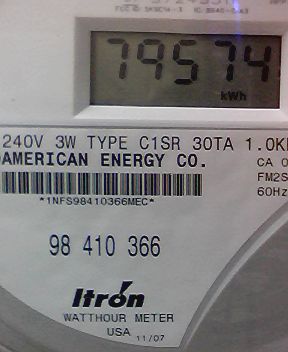 79574
kWh
240V 3W TYPE C1SR 30TA 1.0K
AMERICAN ENERGY CO.
CA
FM2S
60Hz
*1NFS98410366MEC*
98 410 366
Itron
WATTHOUR METER
USA 11/07